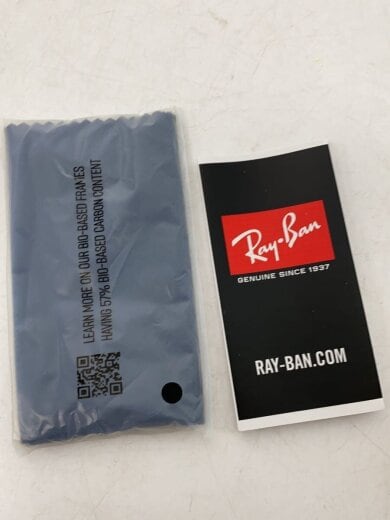 LEARN MORE ON OUR BIO-BASED FRAMES
HAVING 57% BIO-BASED CARBON CONTENT
Ray-Ban
GENUINE SINCE 1937
RAY-BAN.COM